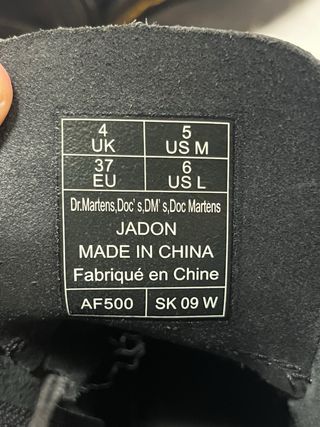 4 UK
5 US M
37 EU
6 US L
Dr.Martens,Doc's,DM's,Doc Martens
JADON
MADE IN CHINA
Fabriqué en Chine
AF500
SK 09 W